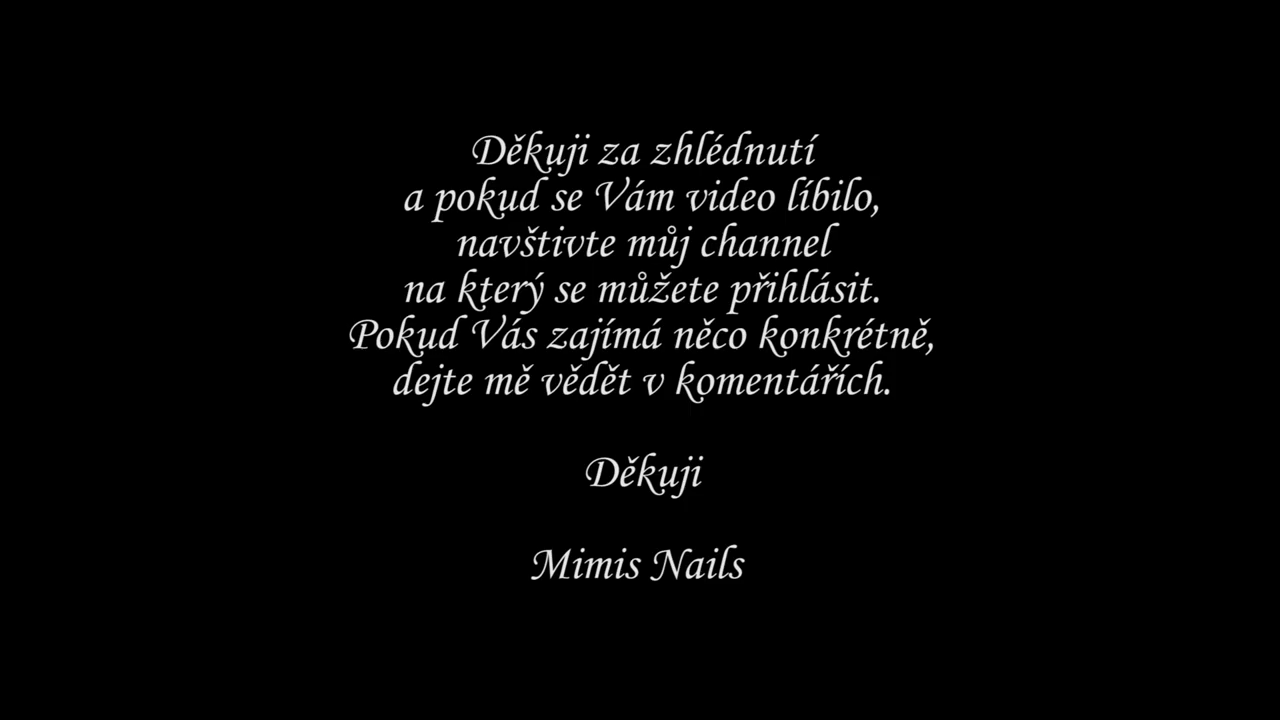 Děkuji za zhlédnutí
a pokud se Vám video líbilo,
navštivte můj channel
na který se můžete přihlásit.
Pokud Vás zajímá něco konkrétně,
dejte mě vědět v komentářích.
Děkuji
Mimis Nails